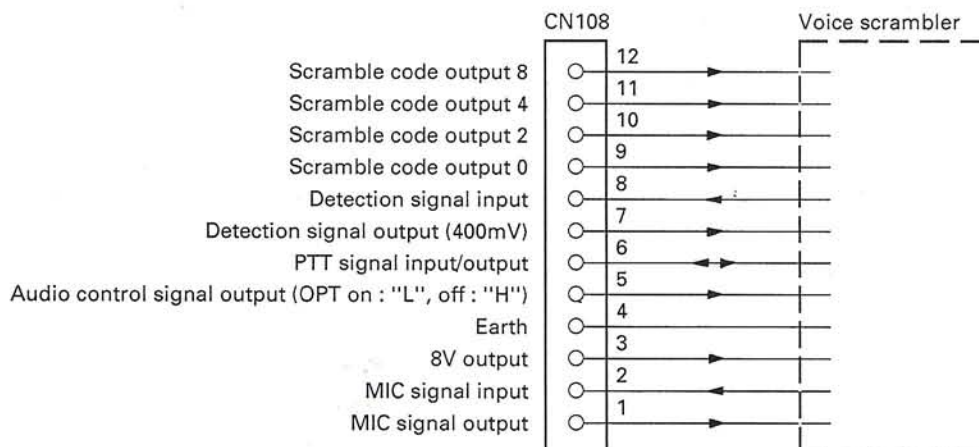 CN108
Voice scrambler
Scramble code output 8
12
Scramble code output 4
11
Scramble code output 2
10
Scramble code output 0
9
Detection signal input
8
Detection signal output (400mV)
7
PTT signal input/output
6
Audio control signal output (OPT on : "L", off : "H")
5
Earth
4
8V output
3
MIC signal input
2
MIC signal output
1